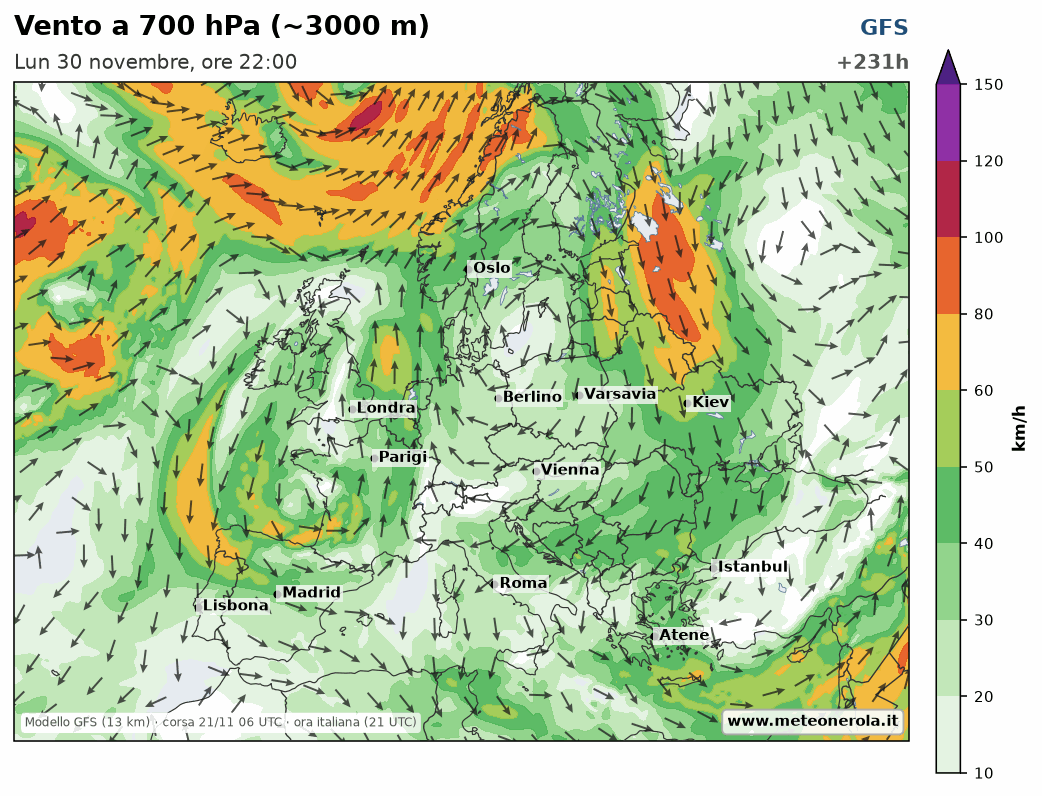 Vento a 700 hPa (~3000 m)
GFS
Lun 30 novembre, ore 22:00
+231h
150
120
100
80
60
50
40
30
20
10
km/h
Oslo
Londra
Berlino
Varsavia
Kiev
Parigi
Vienna
Istanbul
Roma
Madrid
Lisbona
Atene
Modello GFS (13 km) · corsa 21/11 06 UTC · ora italiana (21 UTC)
www.meteonerola.it